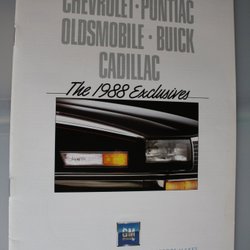 CHEVROLET · PONTIAC
OLDSMOBILE · BUICK
CADILLAC
The 1988 Exclusives
GM